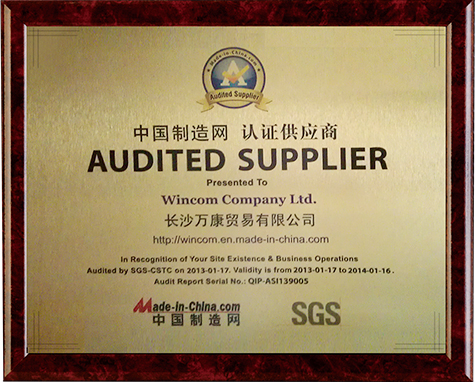 Made-in-China.com
Audited Supplier
中国制造网 认证供应商
AUDITED SUPPLIER
Presented To
Wincom Company Ltd.
长沙万康贸易有限公司
http://wincom.en.made-in-china.com
In Recognition of Your Site Existence & Business Operations
Audited by SGS-CSTC on 2013-01-17. Validity is from 2013-01-17 to 2014-01-16.
Audit Report Serial No.: QIP-ASI139005
Made-in-China.com
中国制造网
SGS